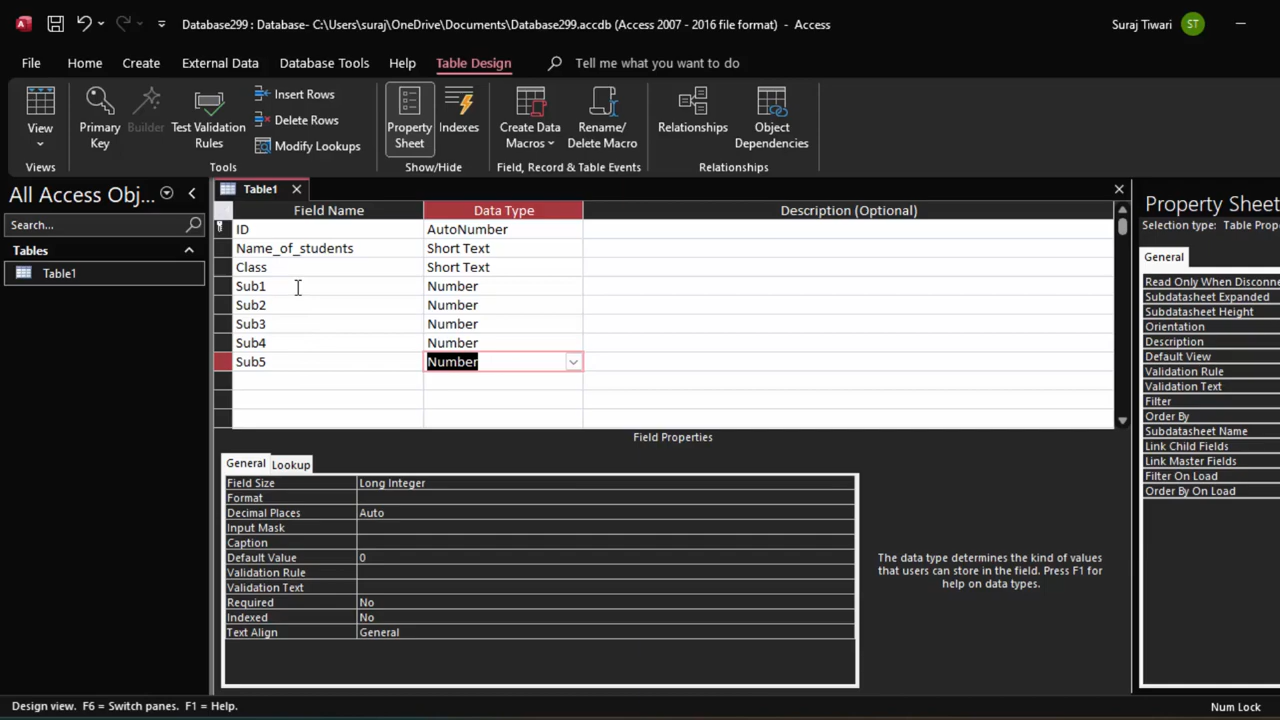 Database299 : Database- C:\Users\suraj\OneDrive\Documents\Database299.accdb (Access 2007 - 2016 file format) - Access
Suraj Tiwari
ST
File Home Create External Data Database Tools Help Table Design Tell me what you want to do
View
Primary Key
Builder
Test Validation Rules
Insert Rows
Delete Rows
Modify Lookups
Property Sheet
Indexes
Create Data Macros
Rename/ Delete Macro
Relationships
Object Dependencies
Views
Tools
Show/Hide
Field, Record & Table Events
Relationships
All Access Obj...
Search...
Tables
Table1
Table1
Field Name Data Type Description (Optional)
ID AutoNumber
Name_of_students Short Text
Class Short Text
Sub1 Number
Sub2 Number
Sub3 Number
Sub4 Number
Sub5 Number
Field Properties
General Lookup
Field Size Long Integer
Format
Decimal Places Auto
Input Mask
Caption
Default Value 0
Validation Rule
Validation Text
Required No
Indexed No
Text Align General
The data type determines the kind of values
that users can store in the field. Press F1 for
help on data types.
Property Sheet
Selection type: Table Prope
General
Read Only When Disconne
Subdatasheet Expanded
Subdatasheet Height
Orientation
Description
Default View
Validation Rule
Validation Text
Filter
Order By
Subdatasheet Name
Link Child Fields
Link Master Fields
Filter On Load
Order By On Load
Design view. F6 = Switch panes. F1 = Help.
Num Lock